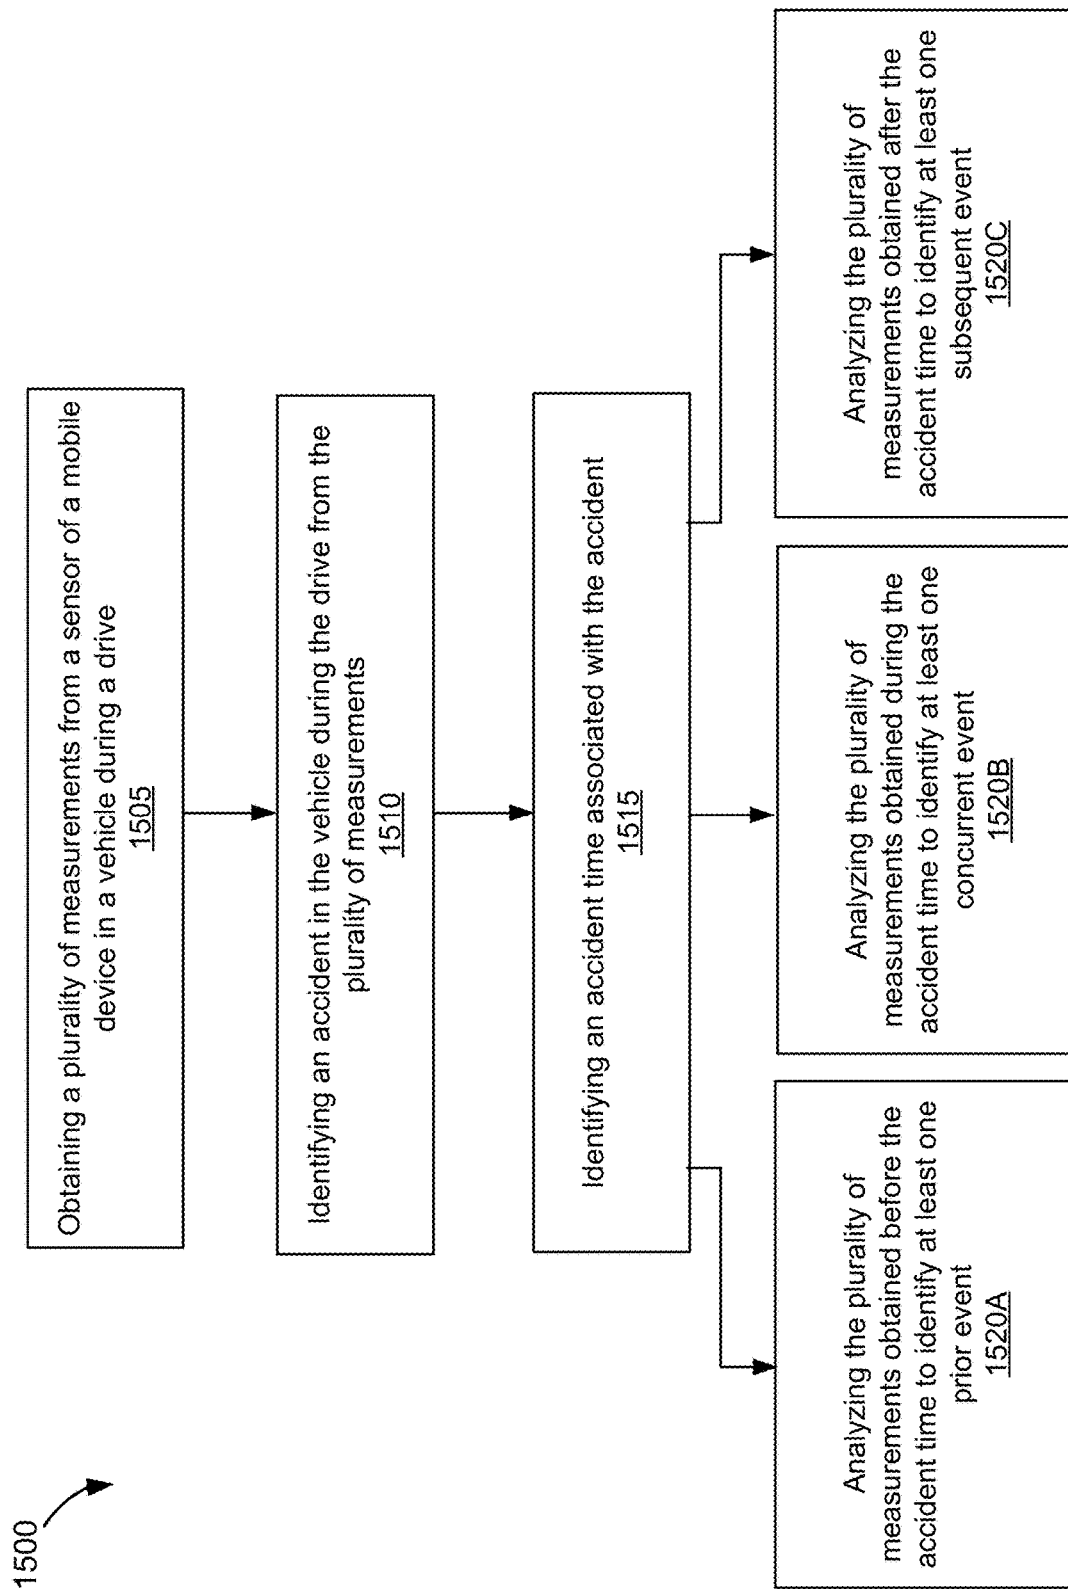 1500
Obtaining a plurality of measurements from a sensor of a mobile
device in a vehicle during a drive
1505
Identifying an accident in the vehicle during the drive from the
plurality of measurements
1510
Identifying an accident time associated with the accident
1515
Analyzing the plurality of
measurements obtained before the
accident time to identify at least one
prior event
1520A
Analyzing the plurality of
measurements obtained during the
accident time to identify at least one
concurrent event
1520B
Analyzing the plurality of
measurements obtained after the
accident time to identify at least one
subsequent event
1520C